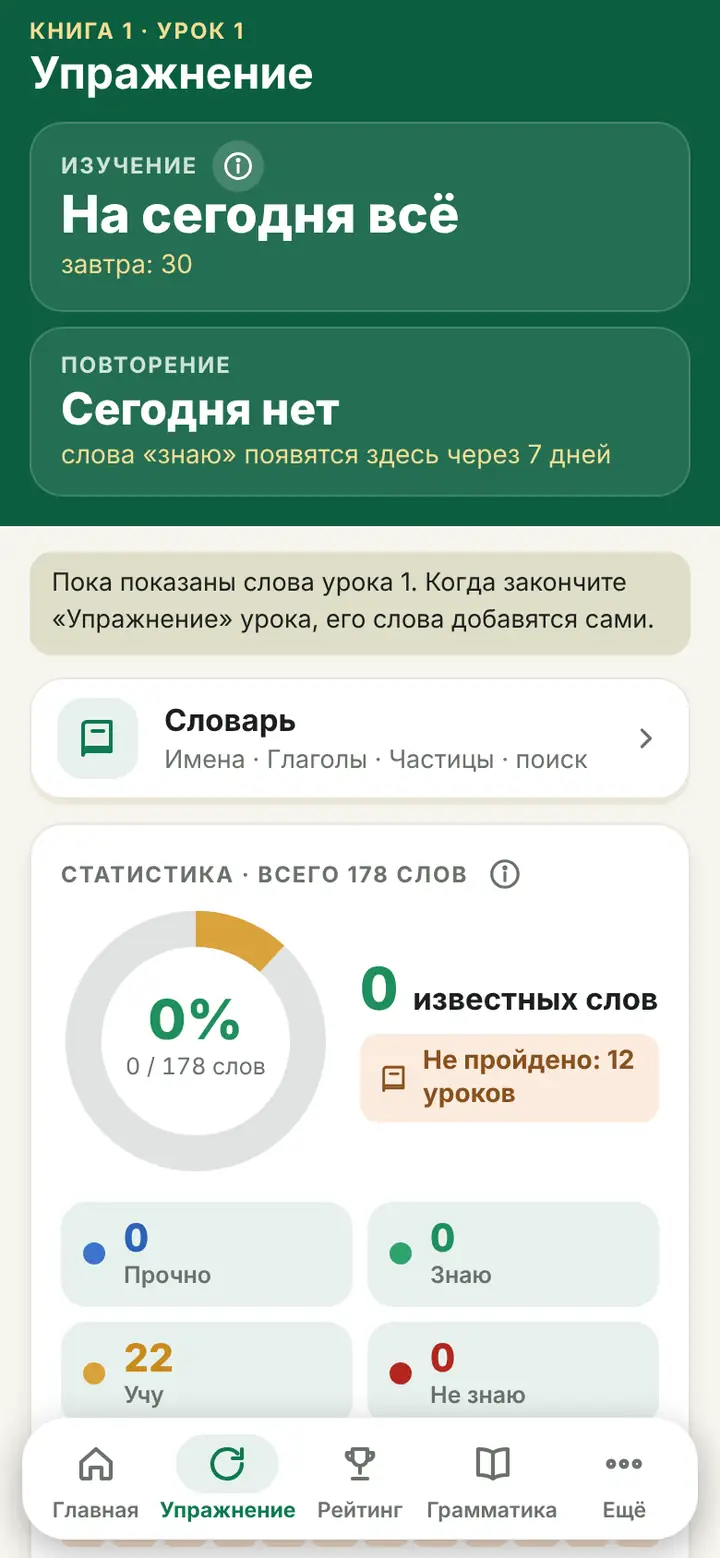 КНИГА 1 · УРОК 1
Упражнение
ИЗУЧЕНИЕ
На сегодня всё
завтра: 30
ПОВТОРЕНИЕ
Сегодня нет
слова «знаю» появятся здесь через 7 дней
Пока показаны слова урока 1. Когда закончите
«Упражнение» урока, его слова добавятся сами.
Словарь
Имена · Глаголы · Частицы · поиск
СТАТИСТИКА · ВСЕГО 178 СЛОВ
0%
0 / 178 слов
0 известных слов
Не пройдено: 12
уроков
0
Прочно
0
Знаю
22
Учу
0
Не знаю
Главная
Упражнение
Рейтинг
Грамматика
Ещё